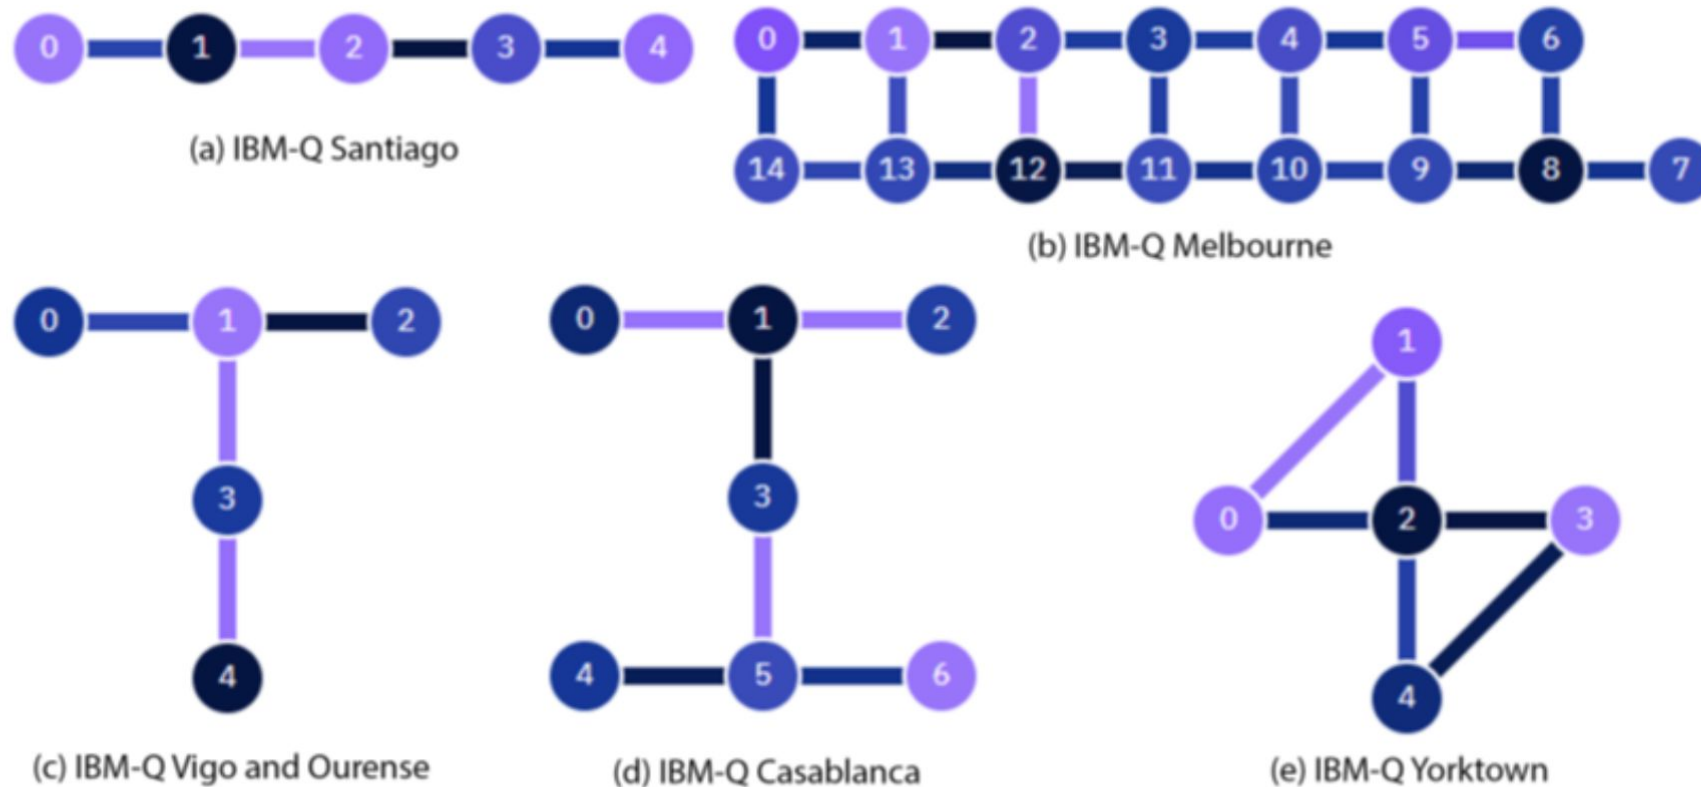 0 1 2 3 4
(a) IBM-Q Santiago
0 1 2 3 4 5 6
14 13 12 11 10 9 8 7
(b) IBM-Q Melbourne
0 1 2
3
4
(c) IBM-Q Vigo and Ourense
0 1 2
3
4 5 6
(d) IBM-Q Casablanca
1
0 2 3
4
(e) IBM-Q Yorktown